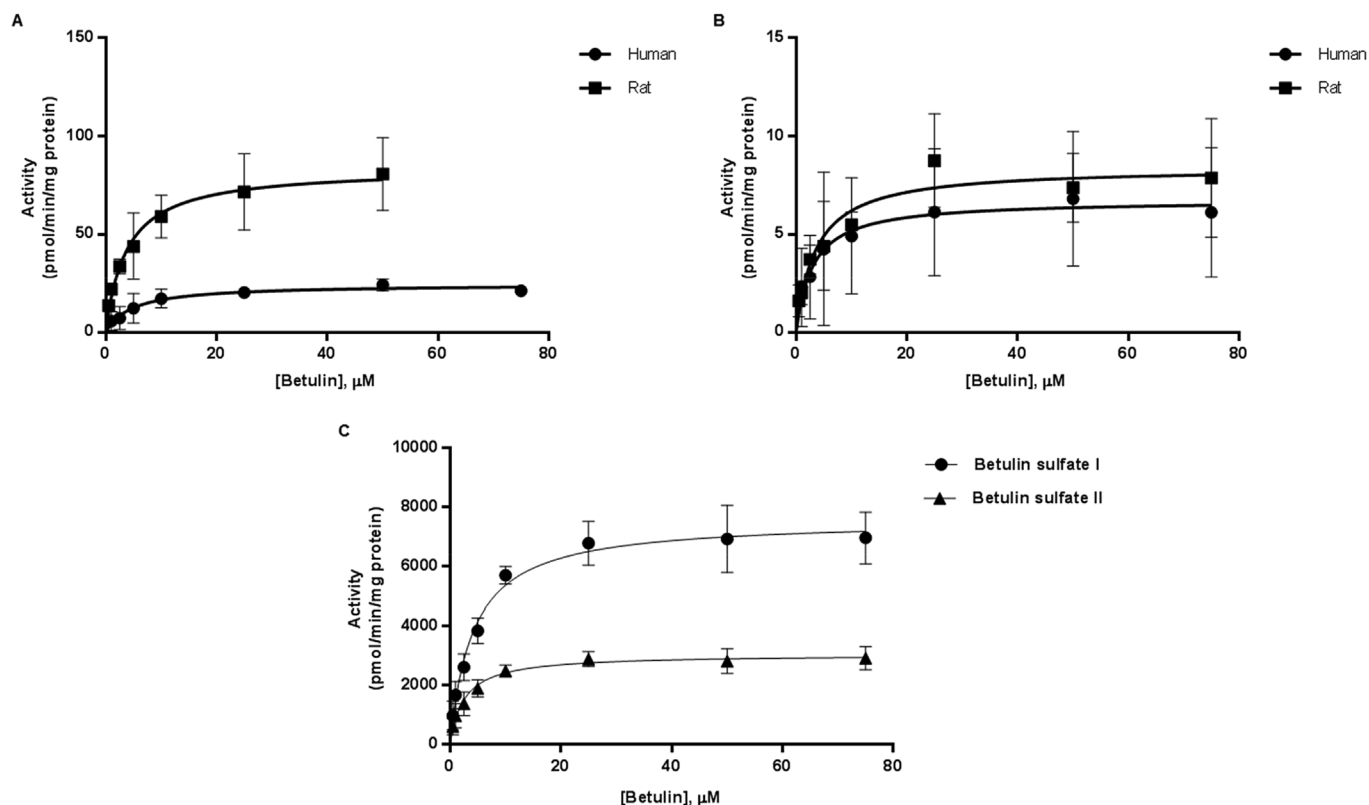 A
150
100
50
0
Activity
(pmol/min/mg protein)
0
20
40
60
80
[Betulin], μM
Human
Rat
B
15
10
5
0
Activity
(pmol/min/mg protein)
0
20
40
60
80
[Betulin], μM
Human
Rat
C
10000
8000
6000
4000
2000
0
Activity
(pmol/min/mg protein)
0
20
40
60
80
[Betulin], μM
Betulin sulfate I
Betulin sulfate II